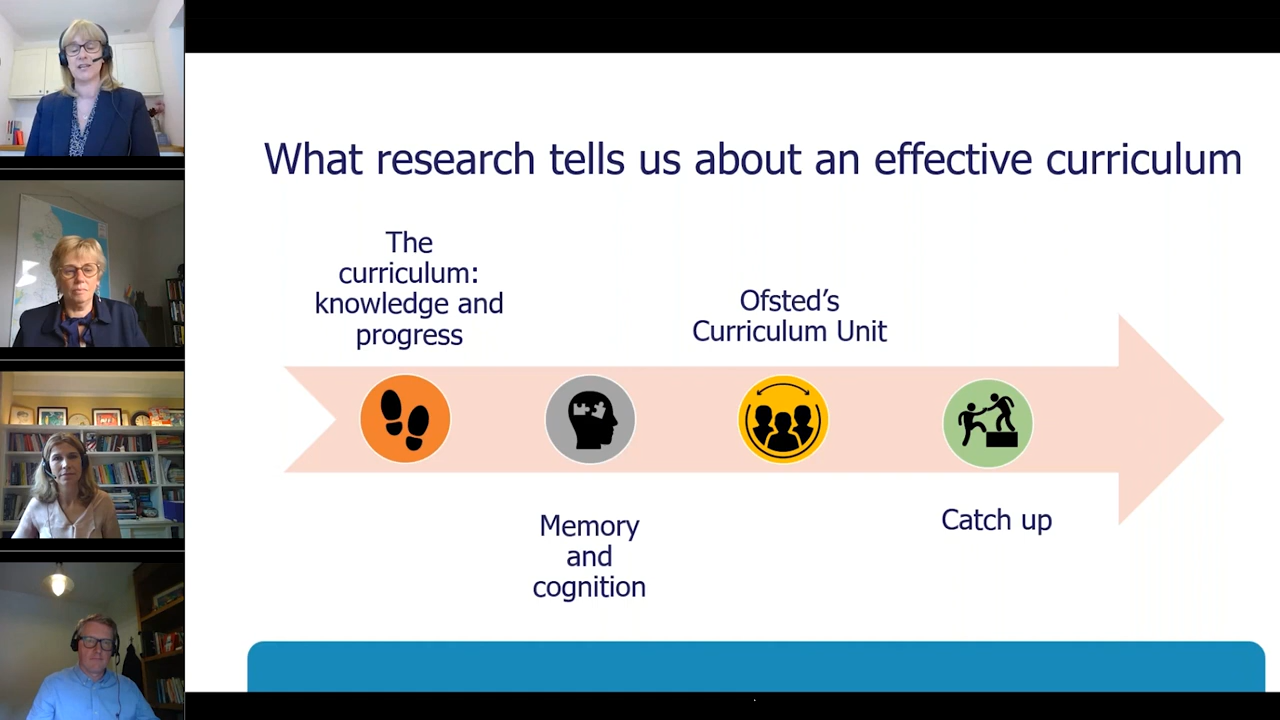 What research tells us about an effective curriculum
The
curriculum:
knowledge and
progress
Memory
and
cognition
Ofsted’s
Curriculum Unit
Catch up